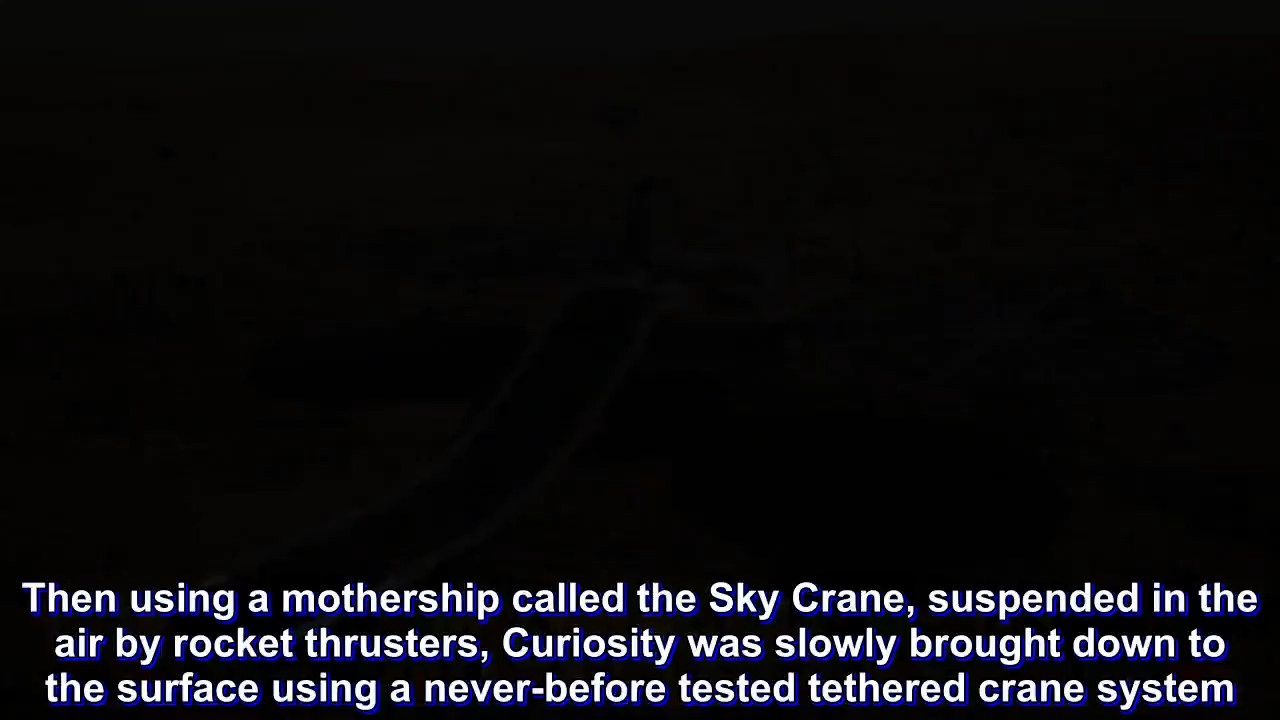 Then using a mothership called the Sky Crane, suspended in the
air by rocket thrusters, Curiosity was slowly brought down to
the surface using a never-before tested tethered crane system